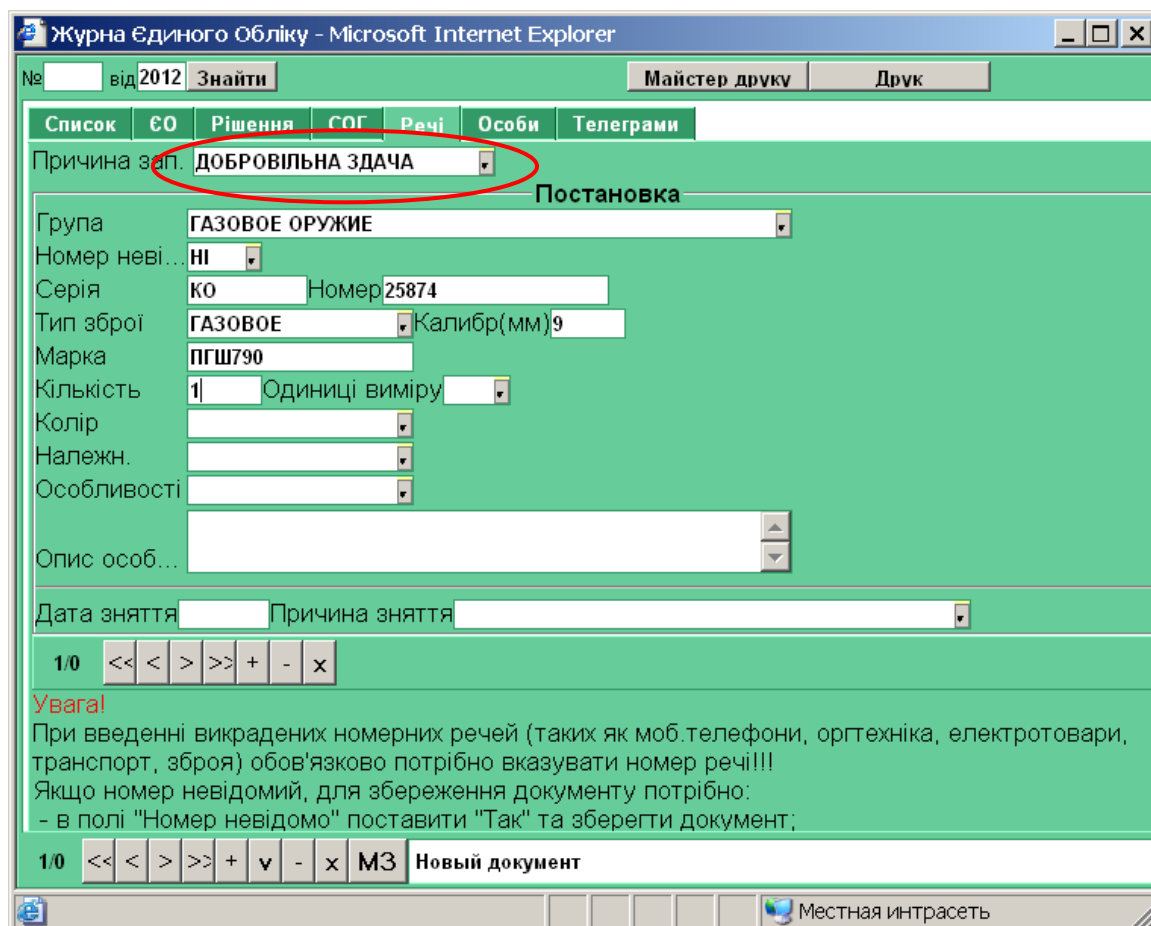 Журна Єдиного Обліку - Microsoft Internet Explorer
№ від 2012 Знайти Майстер друку Друк
Список ЄО Рішення СОГ Речі Особи Телеграми
Причина зап. ДОБРОВІЛЬНА ЗДАЧА
Постановка
Група ГАЗОВОЕ ОРУЖИЕ
Номер неві... НІ
Серія КО Номер 25874
Тип зброї ГАЗОВОЕ Калибр(мм) 9
Марка ПГШ790
Кількість 1 Одиниці виміру
Колір
Належн.
Особливості
Опис особ...
Дата зняття Причина зняття
1/0 << < > >> + - x
Увага!
При введенні викрадених номерних речей (таких як моб.телефони, оргтехніка, електротовари,
транспорт, зброя) обов'язково потрібно вказувати номер речі!!!
Якщо номер невідомий, для збереження документу потрібно:
- в полі "Номер невідомо" поставити "Так" та зберегти документ;
1/0 << < > >> + v - x МЗ Новый документ
Местная интрасеть